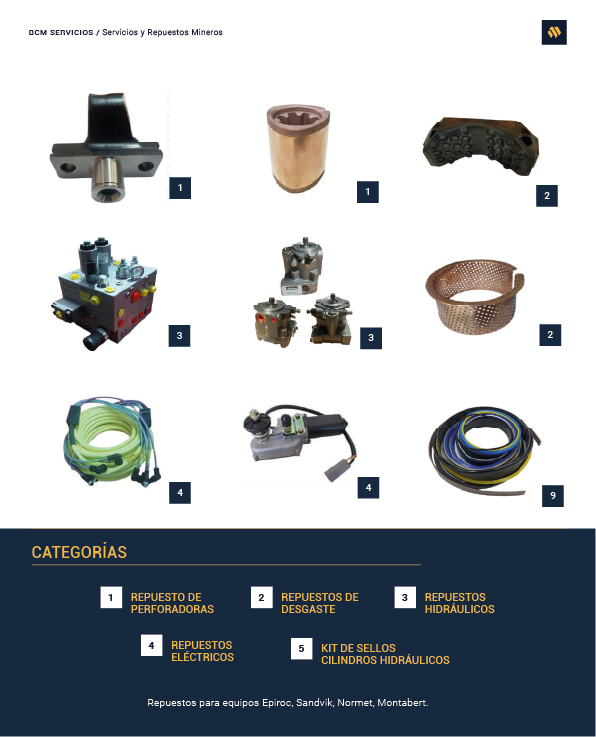 BCM SERVICIOS / Servicios y Repuestos Mineros
1
1
2
3
3
2
4
4
9
CATEGORÍAS
1 REPUESTO DE
PERFORADORAS
2 REPUESTOS DE
DESGASTE
3 REPUESTOS
HIDRÁULICOS
4 REPUESTOS
ELÉCTRICOS
5 KIT DE SELLOS
CILINDROS HIDRÁULICOS
Repuestos para equipos Epiroc, Sandvik, Normet, Montabert.